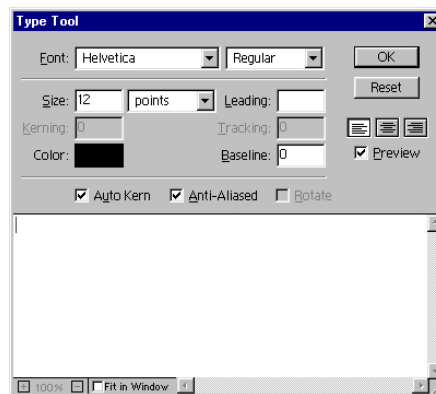 Type Tool
Font: Helvetica Regular OK
Reset
Size: 12 points Leading:
Kerning: 0 Tracking: 0
Color: Baseline: 0 Preview
Auto Kern Anti-Aliased Rotate
100% Fit in Window